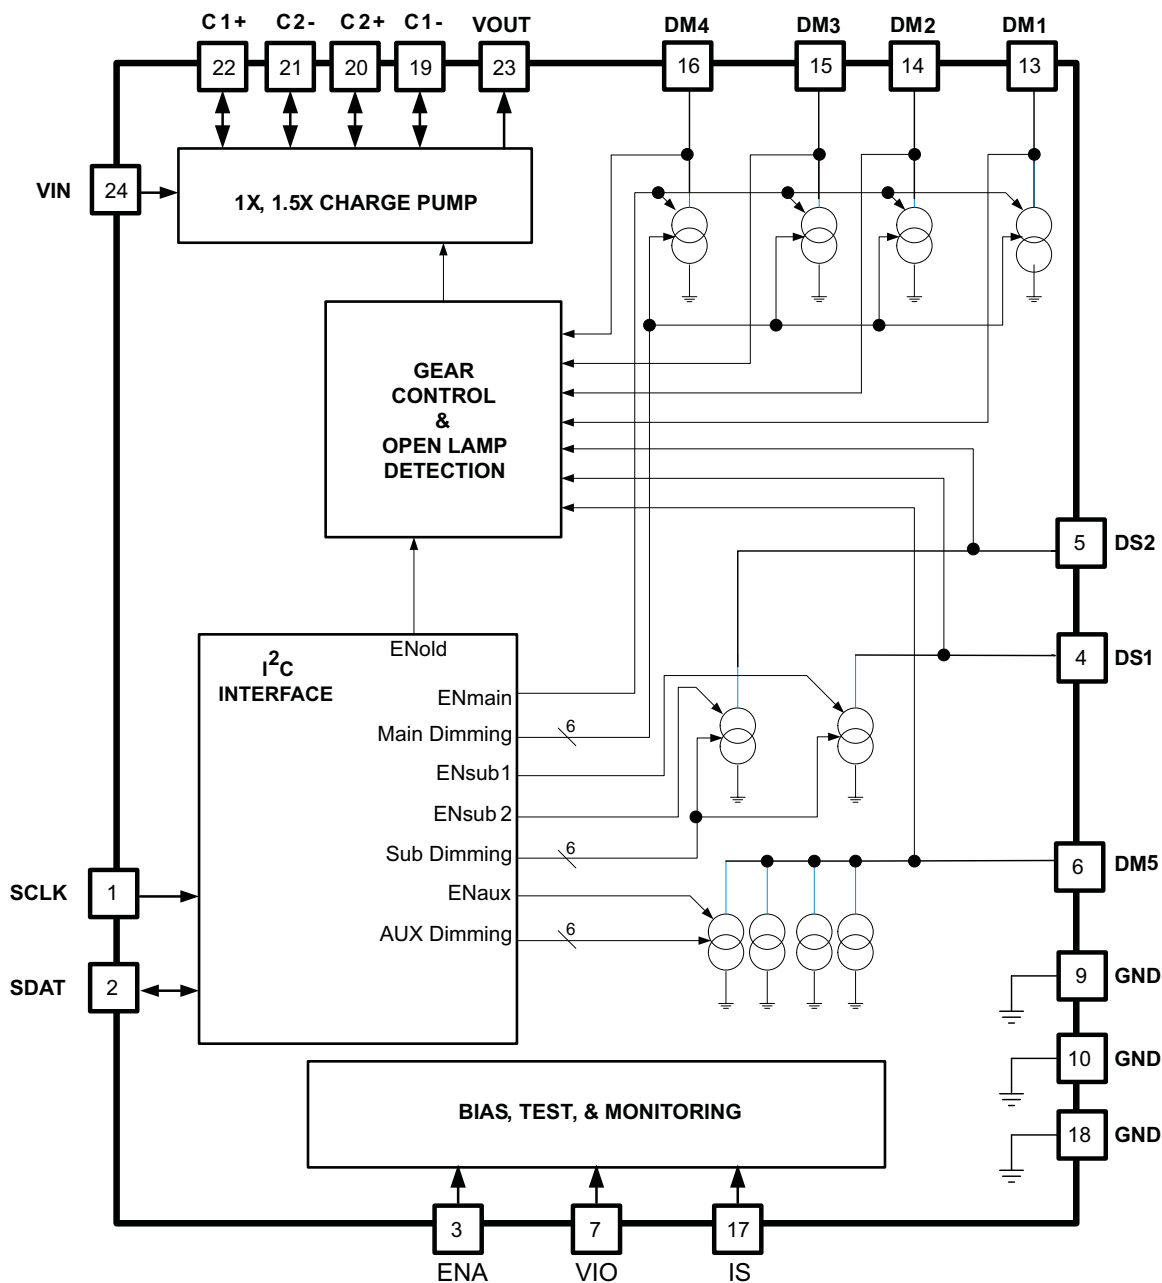 C1+ C2- C2+ C1- VOUT DM4 DM3 DM2 DM1
22 21 20 19 23 16 15 14 13
VIN 24
1X, 1.5X CHARGE PUMP
GEAR
CONTROL
&
OPEN LAMP
DETECTION
5 DS2
4 DS1
I2C
INTERFACE
ENold
ENmain
Main Dimming 6
ENsub1
ENsub2
Sub Dimming 6
ENaux
AUX Dimming 6
6 DM5
SCLK 1
SDAT 2
9 GND
10 GND
18 GND
BIAS, TEST, & MONITORING
3 7 17
ENA VIO IS